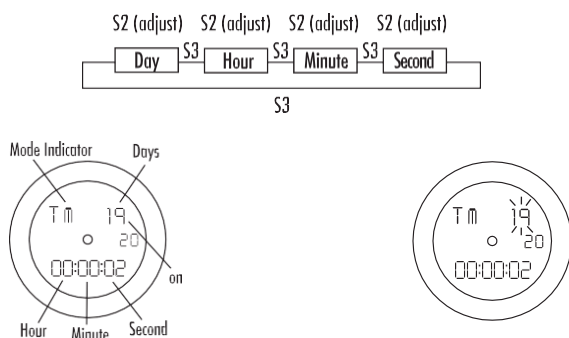 S2 (adjust) S2 (adjust) S2 (adjust) S2 (adjust)
Day S3 Hour S3 Minute S3 Second
S3
Mode Indicator Days
TM 19
20
on
00:00:02
Hour Minute Second
TM 19
20
00:00:02